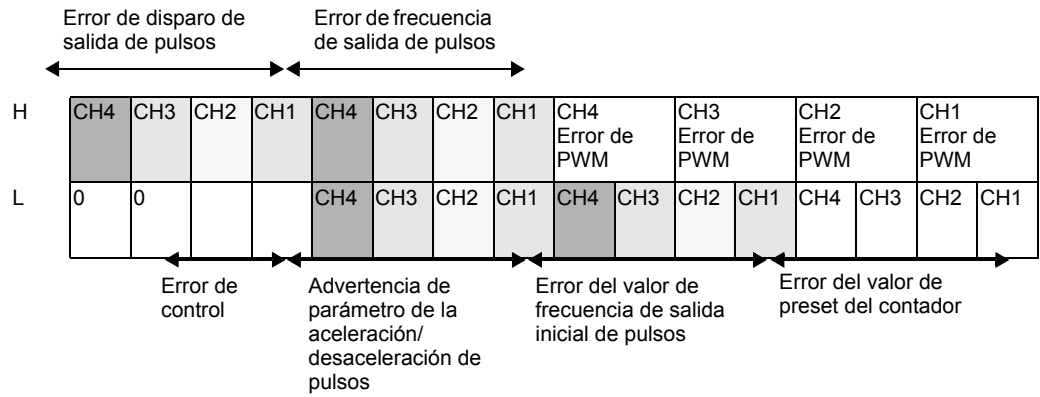 Error de disparo de
salida de pulsos
Error de frecuencia
de salida de pulsos
H
CH4 CH3 CH2 CH1 CH4 CH3 CH2 CH1
CH4
Error de
PWM
CH3
Error de
PWM
CH2
Error de
PWM
CH1
Error de
PWM
L
0 0 CH4 CH3 CH2 CH1 CH4 CH3 CH2 CH1 CH4 CH3 CH2 CH1
Error de
control
Advertencia de
parámetro de la
aceleración/
desaceleración de
pulsos
Error del valor de
frecuencia de salida
inicial de pulsos
Error del valor de
preset del contador